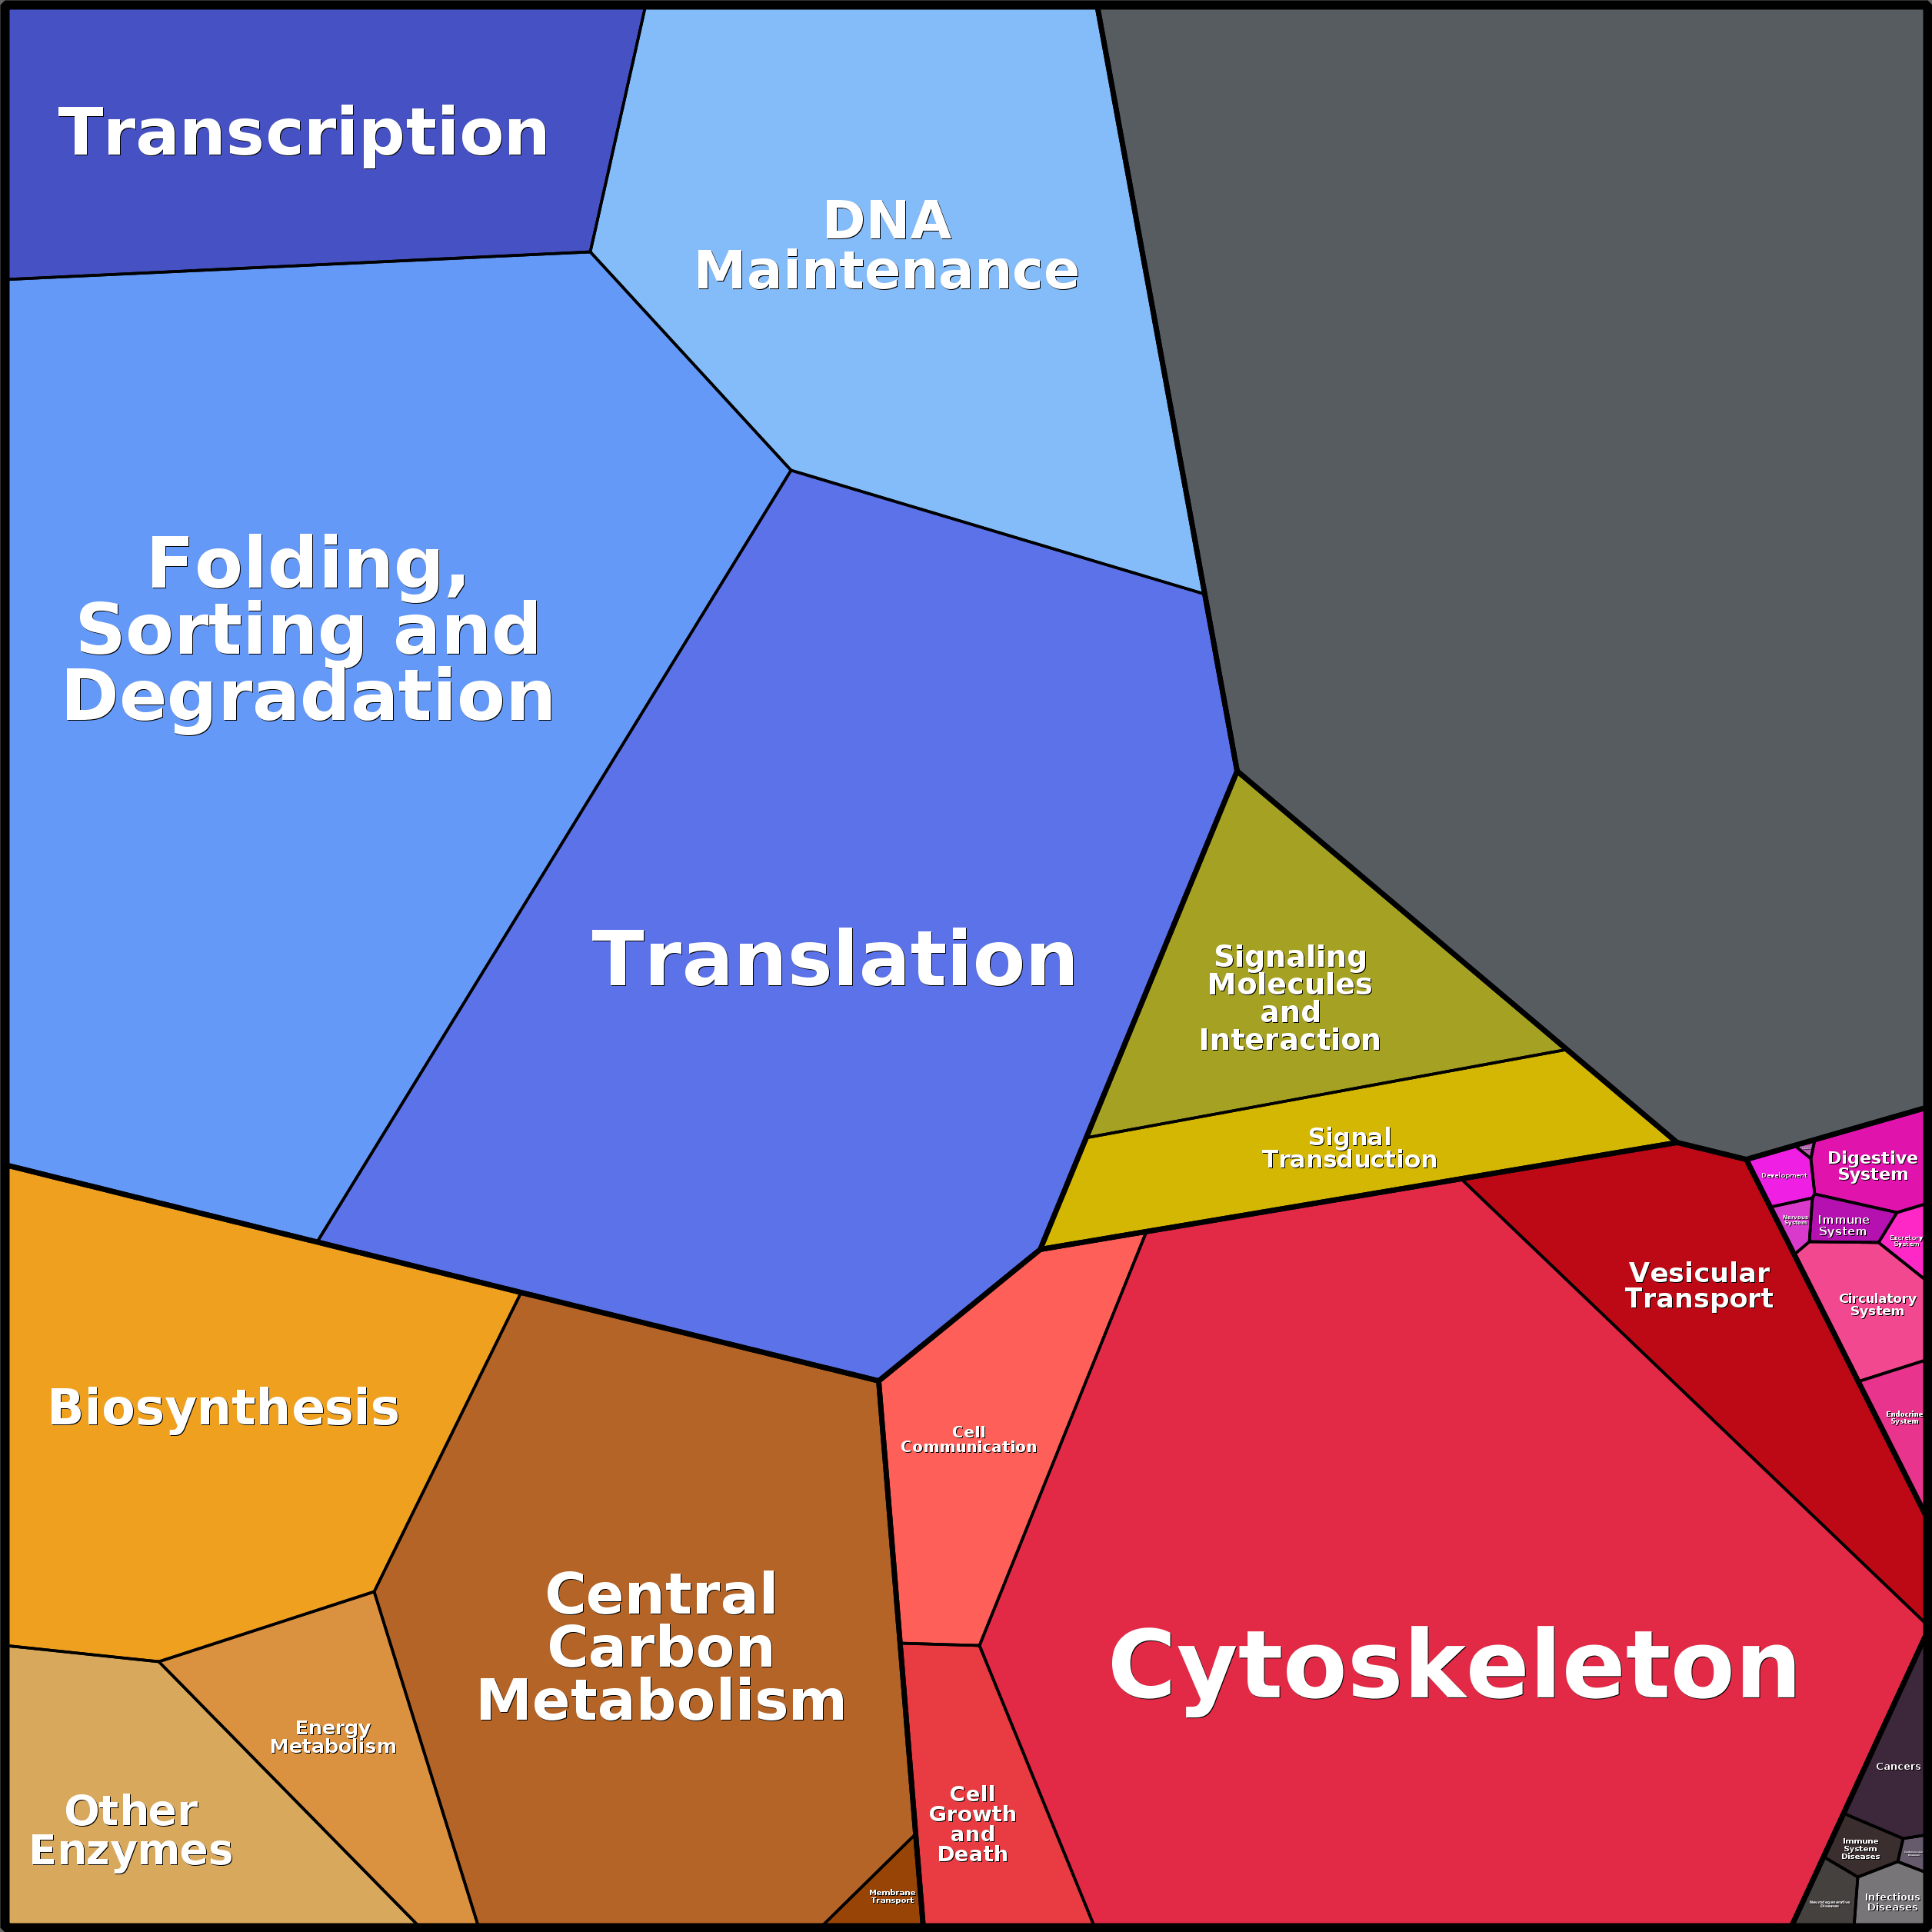 Transcription
DNA
Maintenance
Folding,
Sorting and
Degradation
Translation
Signaling
Molecules
and
Interaction
Signal
Transduction
Digestive
System
Development
Nervous
System
Immune
System
Excretory
System
Circulatory
System
Endocrine
System
Vesicular
Transport
Biosynthesis
Cell
Communication
Central
Carbon
Metabolism
Cytoskeleton
Energy
Metabolism
Other
Enzymes
Cell
Growth
and
Death
Membrane
Transport
Cancers
Immune
System
Diseases
Neurodegenerative
Diseases
Infectious
Diseases